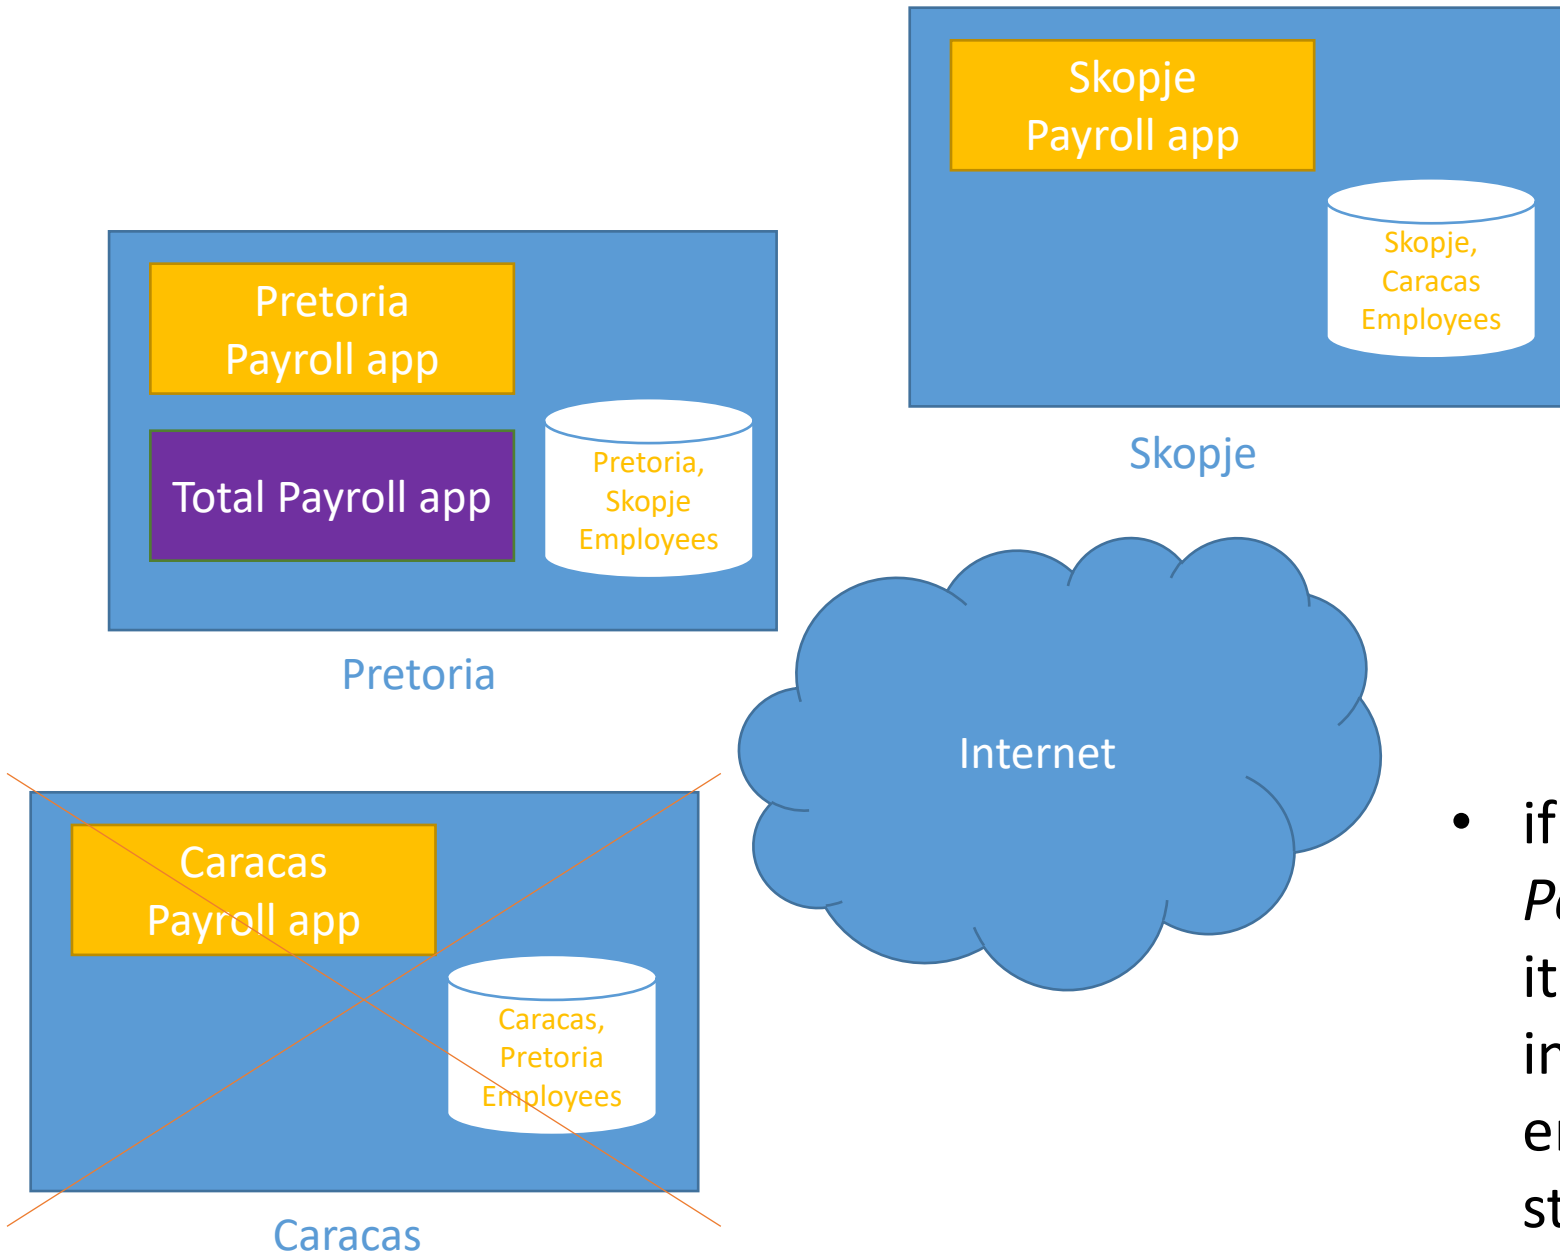 Skopje
Payroll app
Skopje,
Caracas
Employees
Skopje
Pretoria
Payroll app
Total Payroll app
Pretoria,
Skopje
Employees
Pretoria
Internet
Caracas
Payroll app
Caracas,
Pretoria
Employees
Caracas
• if
it